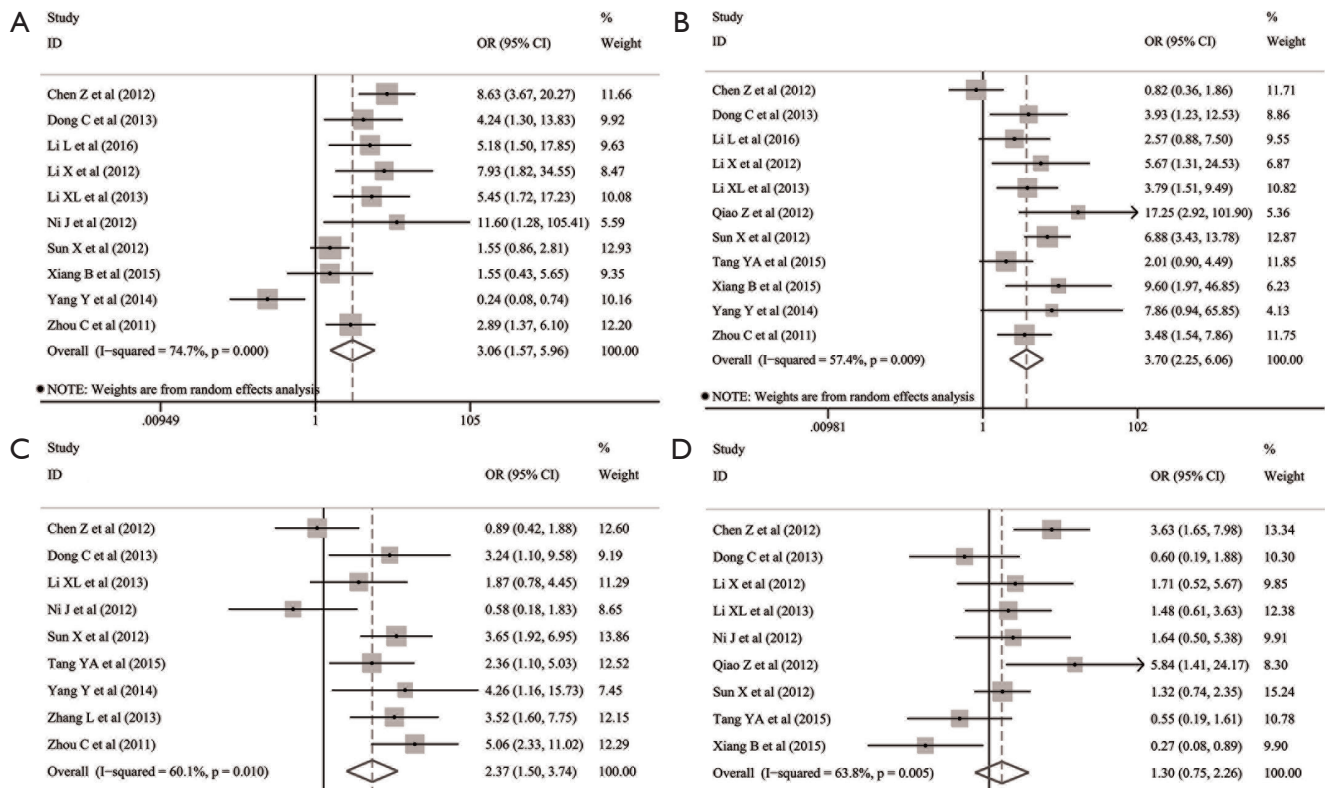 A
Study %
ID OR (95% CI) Weight
Chen Z et al (2012) 8.63 (3.67, 20.27) 11.66
Dong C et al (2013) 4.24 (1.30, 13.83) 9.92
Li L et al (2016) 5.18 (1.50, 17.85) 9.63
Li X et al (2012) 7.93 (1.82, 34.55) 8.47
Li XL et al (2013) 5.45 (1.72, 17.23) 10.08
Ni J et al (2012) 11.60 (1.28, 105.41) 5.59
Sun X et al (2012) 1.55 (0.86, 2.81) 12.93
Xiang B et al (2015) 1.55 (0.43, 5.65) 9.35
Yang Y et al (2014) 0.24 (0.08, 0.74) 10.16
Zhou C et al (2011) 2.89 (1.37, 6.10) 12.20
Overall (I-squared = 74.7%, p = 0.000) 3.06 (1.57, 5.96) 100.00
NOTE: Weights are from random effects analysis
.00949 1 105
B
Study %
ID OR (95% CI) Weight
Chen Z et al (2012) 0.82 (0.36, 1.86) 11.71
Dong C et al (2013) 3.93 (1.23, 12.53) 8.86
Li L et al (2016) 2.57 (0.88, 7.50) 9.55
Li X et al (2012) 5.67 (1.31, 24.53) 6.87
Li XL et al (2013) 3.79 (1.51, 9.49) 10.82
Qiao Z et al (2012) 17.25 (2.92, 101.90) 5.36
Sun X et al (2012) 6.88 (3.43, 13.78) 12.87
Tang YA et al (2015) 2.01 (0.90, 4.49) 11.85
Xiang B et al (2015) 9.60 (1.97, 46.85) 6.23
Yang Y et al (2014) 7.86 (0.94, 65.85) 4.13
Zhou C et al (2011) 3.48 (1.54, 7.86) 11.75
Overall (I-squared = 57.4%, p = 0.009) 3.70 (2.25, 6.06) 100.00
NOTE: Weights are from random effects analysis
.00981 1 102
C
Study %
ID OR (95% CI) Weight
Chen Z et al (2012) 0.89 (0.42, 1.88) 12.60
Dong C et al (2013) 3.24 (1.10, 9.58) 9.19
Li XL et al (2013) 1.87 (0.78, 4.45) 11.29
Ni J et al (2012) 0.58 (0.18, 1.83) 8.65
Sun X et al (2012) 3.65 (1.92, 6.95) 13.86
Tang YA et al (2015) 2.36 (1.10, 5.03) 12.52
Yang Y et al (2014) 4.26 (1.16, 15.73) 7.45
Zhang L et al (2013) 3.52 (1.60, 7.75) 12.15
Zhou C et al (2011) 5.06 (2.33, 11.02) 12.29
Overall (I-squared = 60.1%, p = 0.010) 2.37 (1.50, 3.74) 100.00
D
Study %
ID OR (95% CI) Weight
Chen Z et al (2012) 3.63 (1.65, 7.98) 13.34
Dong C et al (2013) 0.60 (0.19, 1.88) 10.30
Li X et al (2012) 1.71 (0.52, 5.67) 9.85
Li XL et al (2013) 1.48 (0.61, 3.63) 12.38
Ni J et al (2012) 1.64 (0.50, 5.38) 9.91
Qiao Z et al (2012) 5.84 (1.41, 24.17) 8.30
Sun X et al (2012) 1.32 (0.74, 2.35) 15.24
Tang YA et al (2015) 0.55 (0.19, 1.61) 10.78
Xiang B et al (2015) 0.27 (0.08, 0.89) 9.90
Overall (I-squared = 63.8%, p = 0.005) 1.30 (0.75, 2.26) 100.00